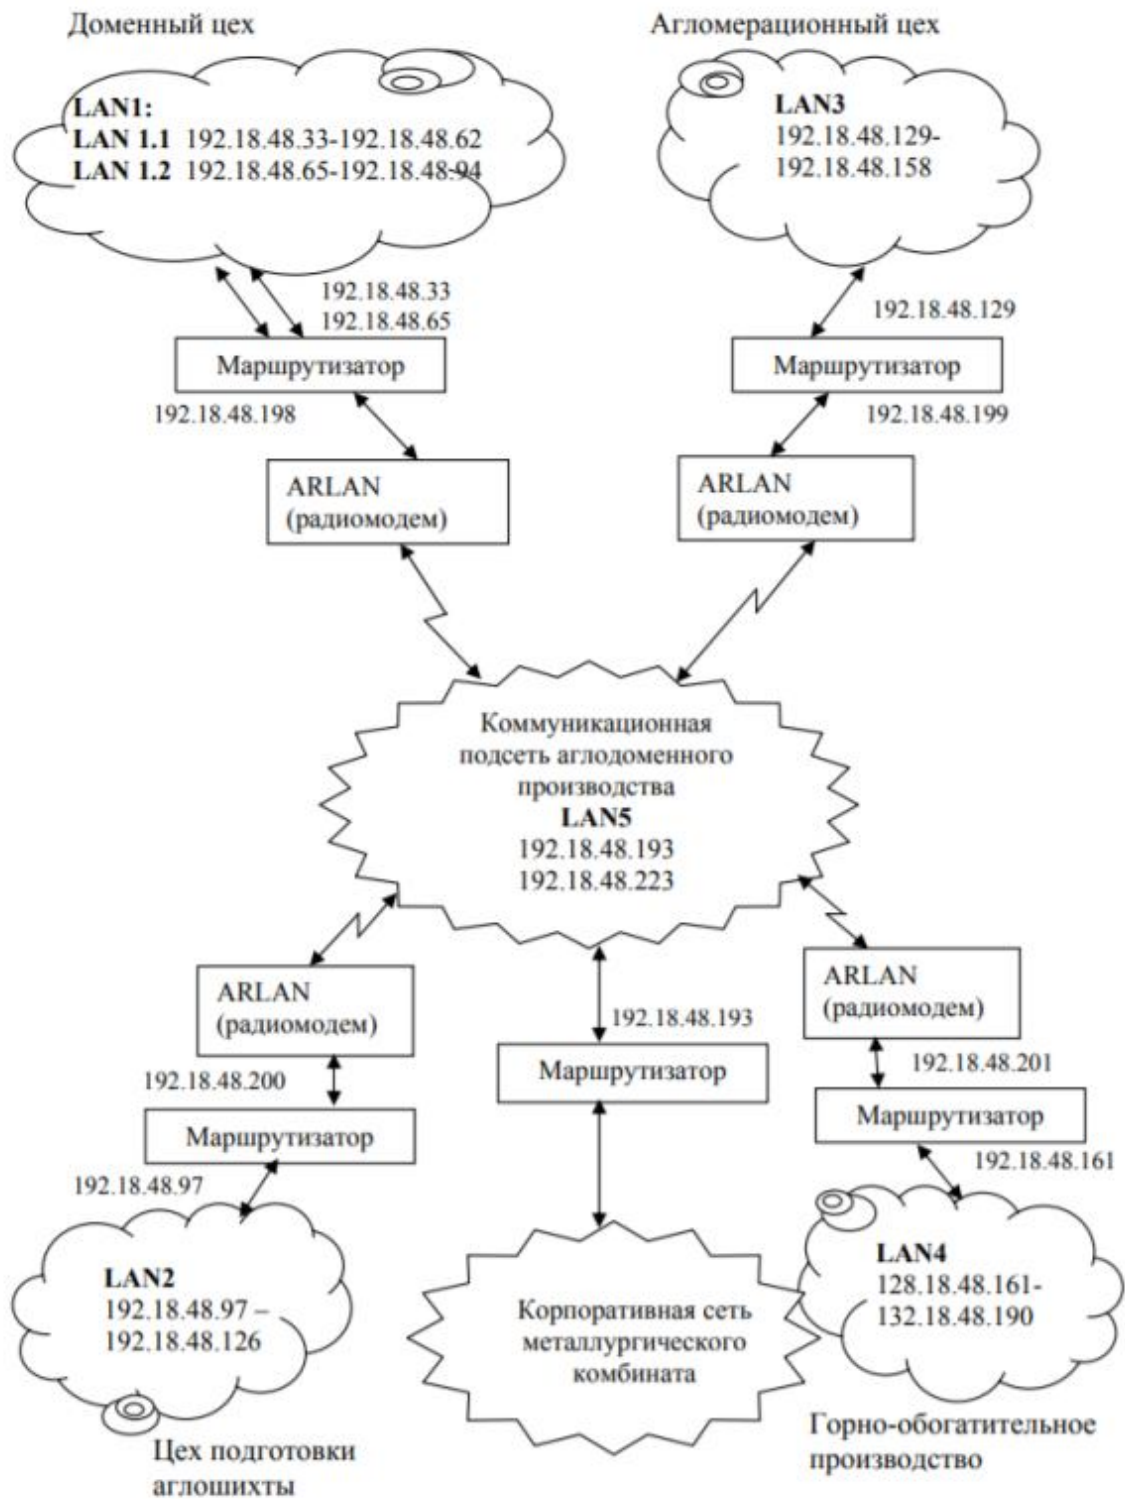 Доменный цех
Агломерационный цех
LAN1:
LAN 1.1 192.18.48.33-192.18.48.62
LAN 1.2 192.18.48.65-192.18.48.94
LAN3
192.18.48.129-
192.18.48.158
192.18.48.33
192.18.48.65
192.18.48.129
Маршрутизатор
Маршрутизатор
192.18.48.198
192.18.48.199
ARLAN
(радиомодем)
ARLAN
(радиомодем)
Коммуникационная
подсеть аглодоменного
производства
LAN5
192.18.48.193
192.18.48.223
ARLAN
(радиомодем)
192.18.48.193
ARLAN
(радиомодем)
192.18.48.200
Маршрутизатор
192.18.48.201
Маршрутизатор
Маршрутизатор
192.18.48.97
192.18.48.161
LAN2
192.18.48.97 –
192.18.48.126
Корпоративная сеть
металлургического
комбината
LAN4
128.18.48.161-
132.18.48.190
Цех подготовки
аглошихты
Горно-обогатительное
производство